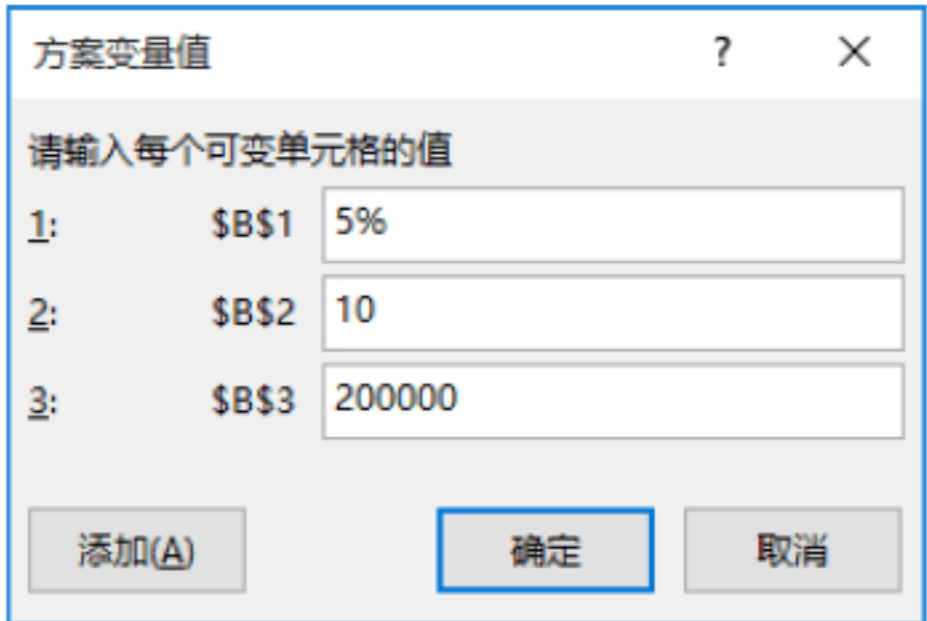 方案变量值 ?
请输入每个可变单元格的值
1: $B$1 5%
2: $B$2 10
3: $B$3 200000
添加(A) 确定 取消